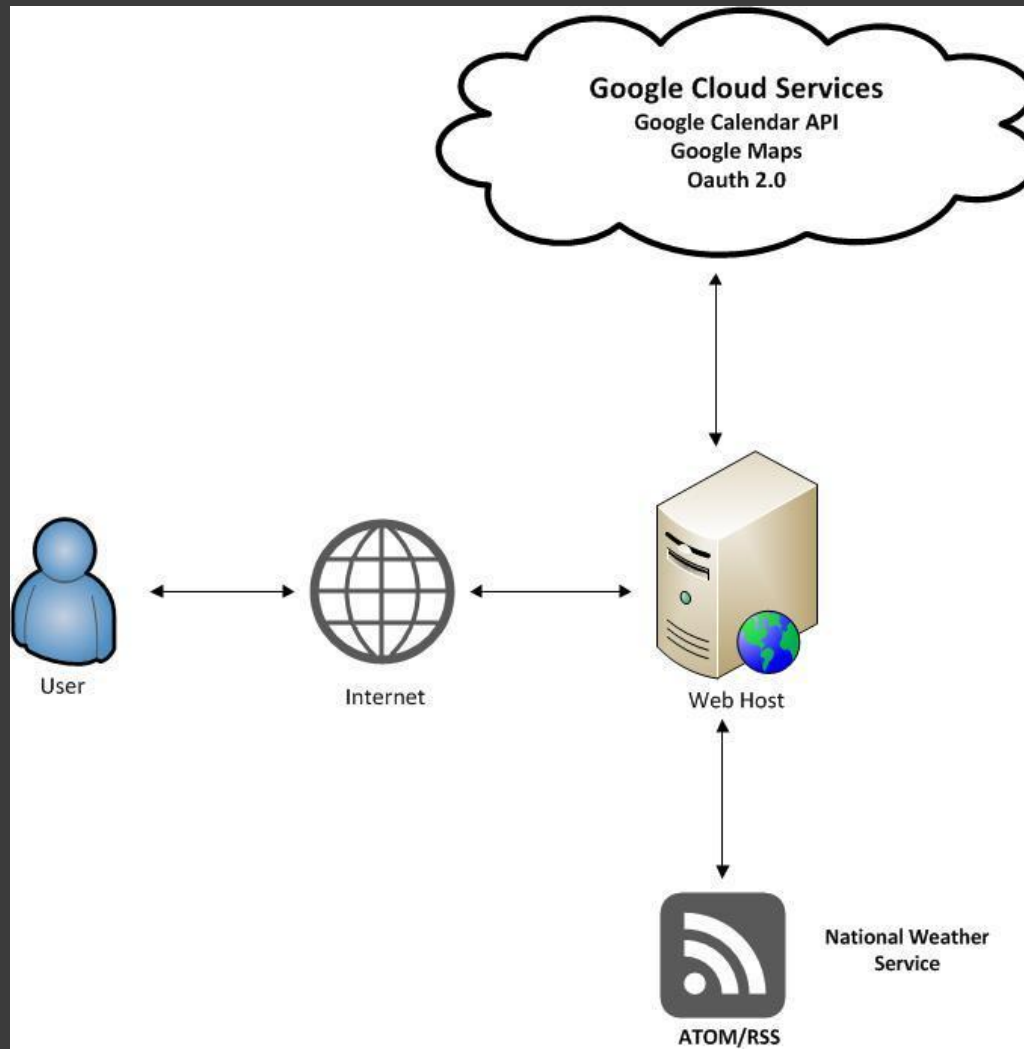 Google Cloud Services
Google Calendar API
Google Maps
Oauth 2.0
User
Internet
Web Host
National Weather
Service
ATOM/RSS